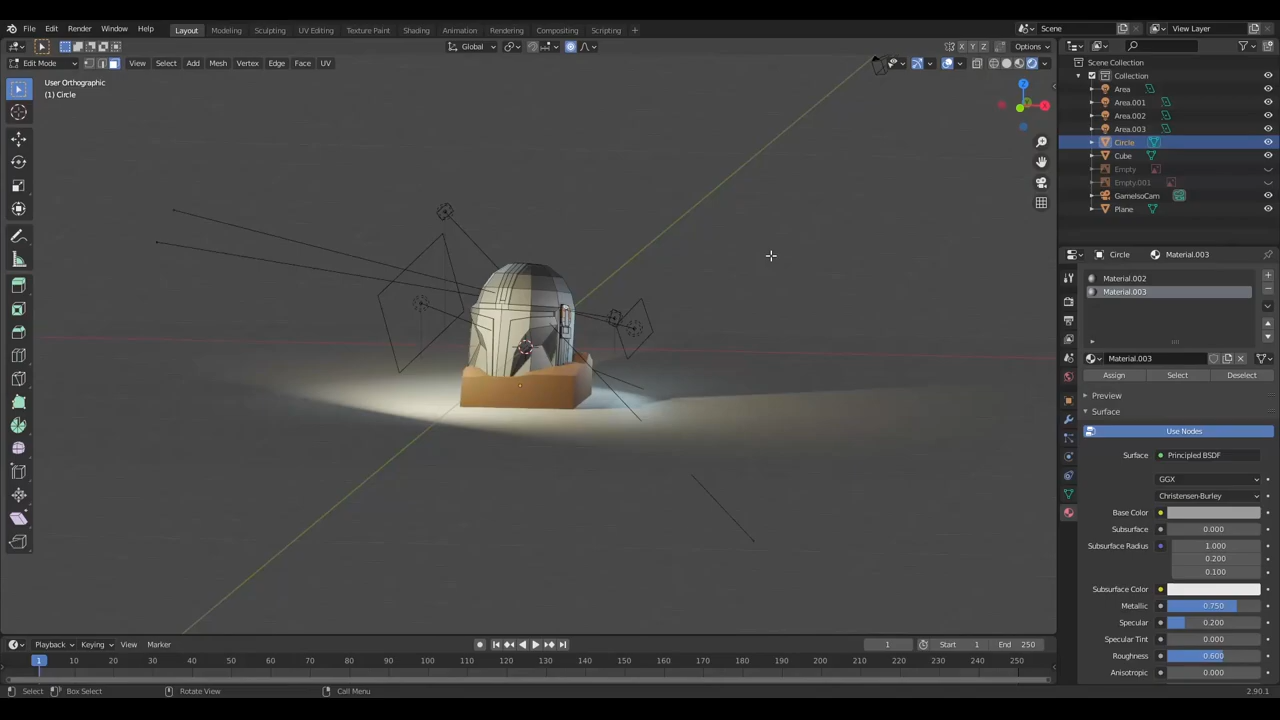 File Edit Render Window Help Layout Modeling Sculpting UV Editing Texture Paint Shading Animation Rendering Compositing Scripting + Scene View Layer
Global Options
Edit Mode View Select Add Mesh Vertex Edge Face UV X Y Z
User Orthographic
(1) Circle
Scene Collection
Collection
Area
Area.001
Area.002
Area.003
Circle
Cube
Empty
Empty.001
GameIsoCam
Plane
Circle Material.003
Material.002
Material.003
Material.003
Assign Select Deselect
Preview
Surface
Use Nodes
Surface Principled BSDF
GGX
Christensen-Burley
Base Color
Subsurface 0.000
Subsurface Radius 1.000
0.200
0.100
Subsurface Color
Metallic 0.750
Specular 0.200
Specular Tint 0.000
Roughness 0.600
Anisotropic 0.000
Playback Keying View Marker 1 Start 1 End 250
1 10 20 30 40 50 60 70 80 90 100 110 120 130 140 150 160 170 180 190 200 210 220 230 240 250
Select Box Select Rotate View Call Menu 2.90.1